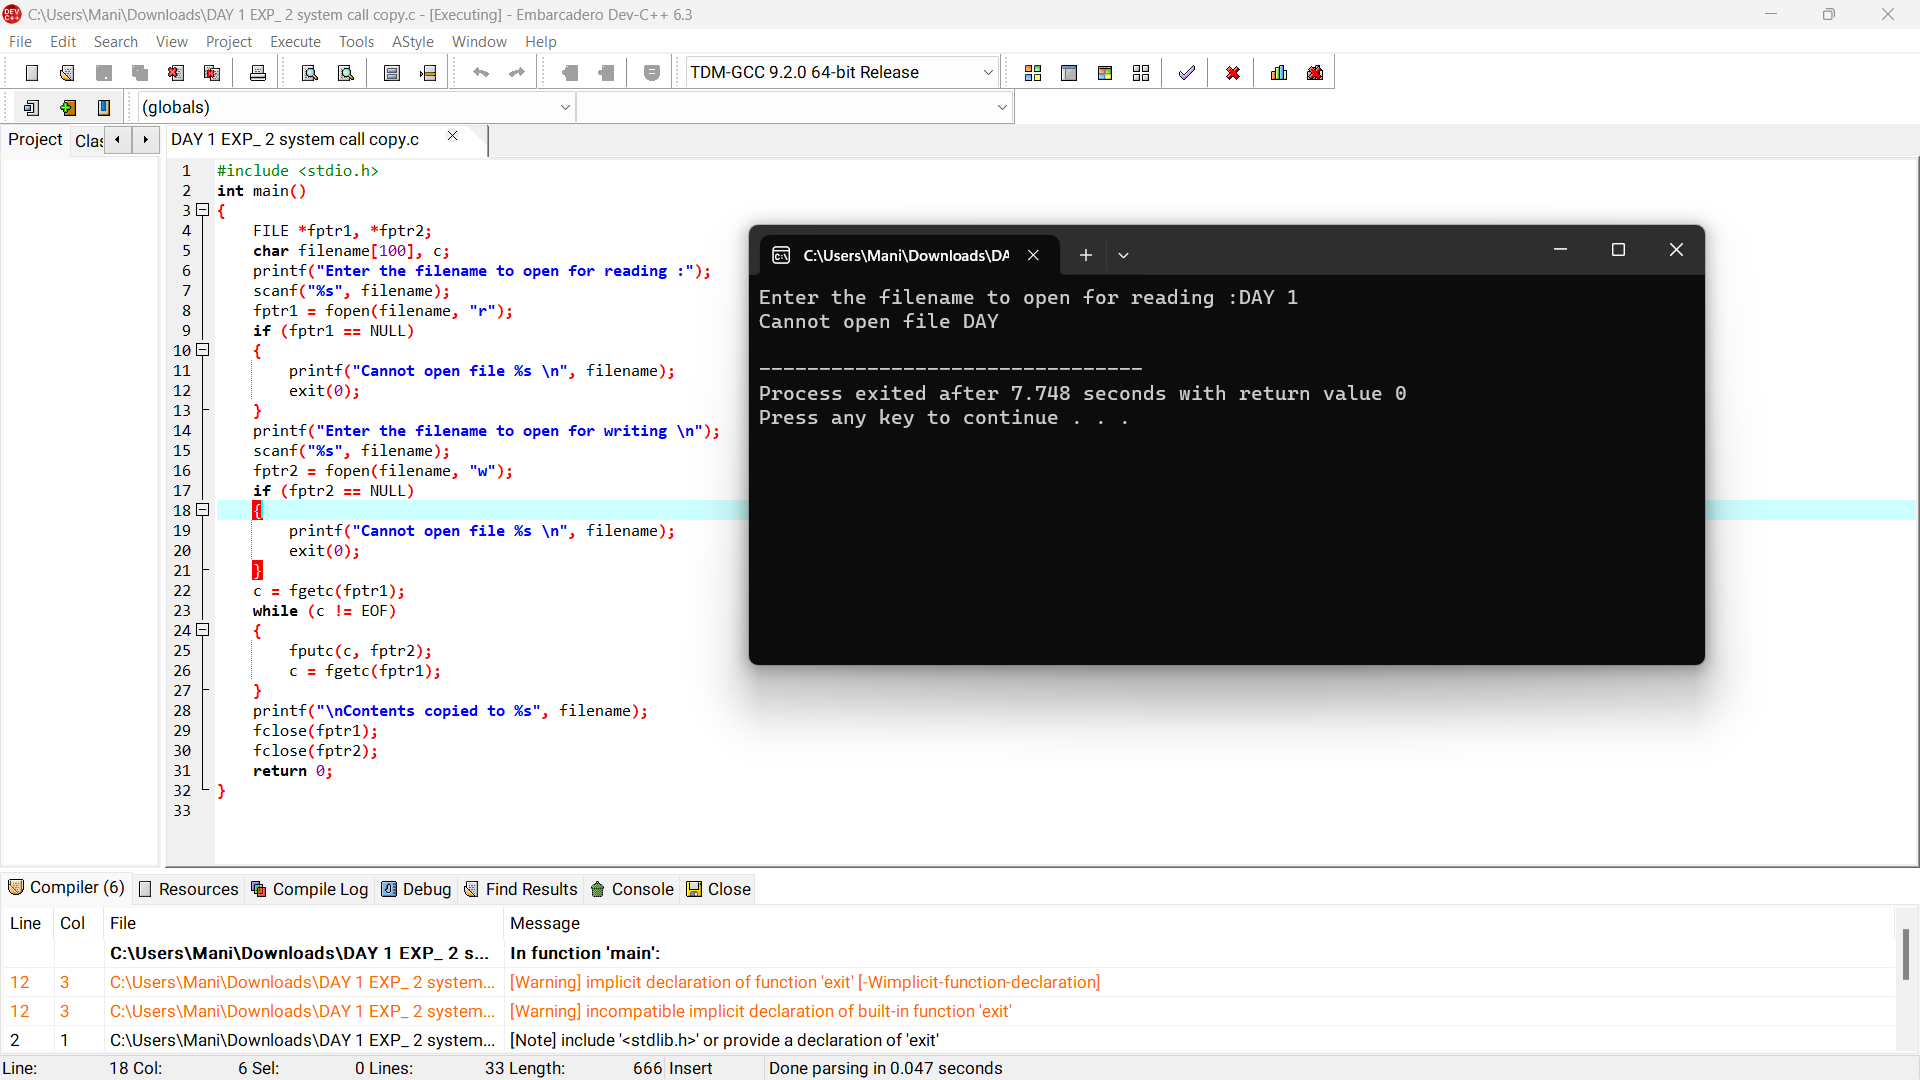 C:\Users\Mani\Downloads\DAY 1 EXP_ 2 system call copy.c - [Executing] - Embarcadero Dev-C++ 6.3
File Edit Search View Project Execute Tools AStyle Window Help
TDM-GCC 9.2.0 64-bit Release
(globals)
Project Clas DAY 1 EXP_ 2 system call copy.c
1 #include <stdio.h>
2 int main()
3 {
4 FILE *fptr1, *fptr2;
5 char filename[100], c;
6 printf("Enter the filename to open for reading :");
7 scanf("%s", filename);
8 fptr1 = fopen(filename, "r");
9 if (fptr1 == NULL)
10 {
11 printf("Cannot open file %s \n", filename);
12 exit(0);
13 }
14 printf("Enter the filename to open for writing \n");
15 scanf("%s", filename);
16 fptr2 = fopen(filename, "w");
17 if (fptr2 == NULL)
18 {
19 printf("Cannot open file %s \n", filename);
20 exit(0);
21 }
22 c = fgetc(fptr1);
23 while (c != EOF)
24 {
25 fputc(c, fptr2);
26 c = fgetc(fptr1);
27 }
28 printf("\nContents copied to %s", filename);
29 fclose(fptr1);
30 fclose(fptr2);
31 return 0;
32 }
33
C:\Users\Mani\Downloads\DA
Enter the filename to open for reading :DAY 1
Cannot open file DAY
--------------------------------
Process exited after 7.748 seconds with return value 0
Press any key to continue . . .
Compiler (6) Resources Compile Log Debug Find Results Console Close
Line Col File Message
C:\Users\Mani\Downloads\DAY 1 EXP_ 2 s... In function 'main':
12 3 C:\Users\Mani\Downloads\DAY 1 EXP_ 2 system... [Warning] implicit declaration of function 'exit' [-Wimplicit-function-declaration]
12 3 C:\Users\Mani\Downloads\DAY 1 EXP_ 2 system... [Warning] incompatible implicit declaration of built-in function 'exit'
2 1 C:\Users\Mani\Downloads\DAY 1 EXP_ 2 system... [Note] include '<stdlib.h>' or provide a declaration of 'exit'
Line: 18 Col: 6 Sel: 0 Lines: 33 Length: 666 Insert Done parsing in 0.047 seconds